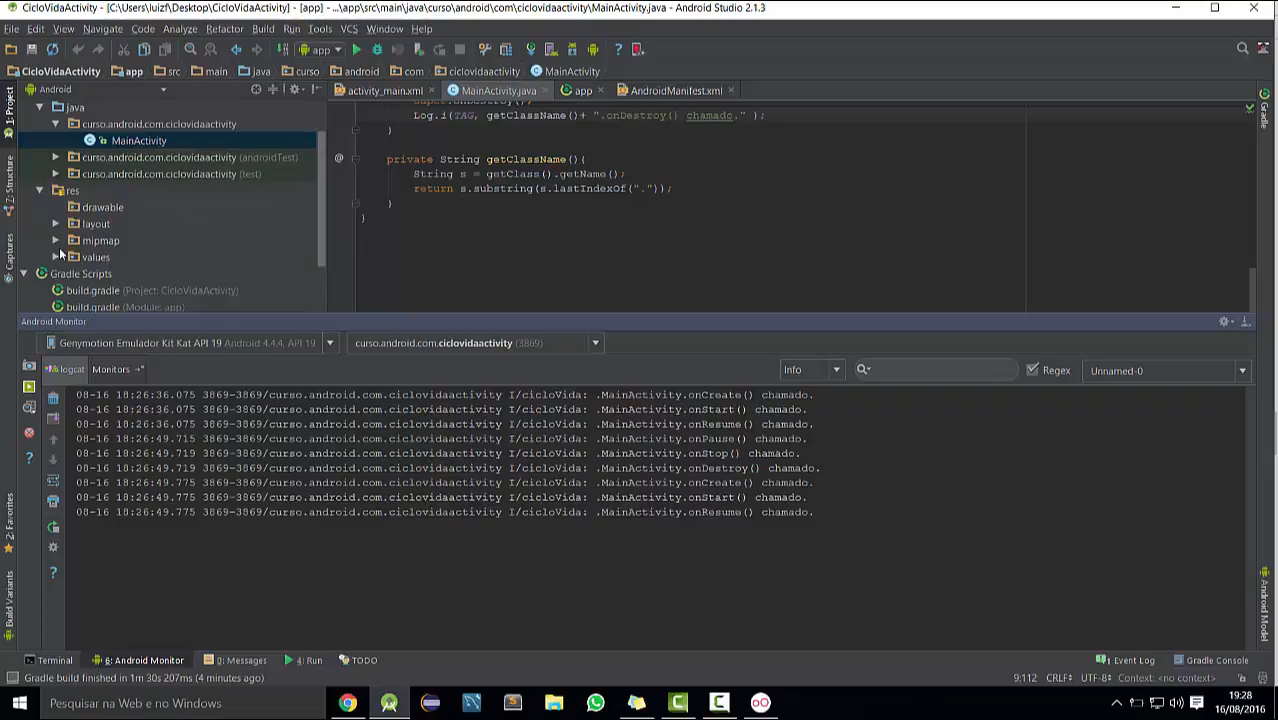 CicloVidaActivity - [C:\Users\luizf\Desktop\CicloVidaActivity] - [app] - ...\app\src\main\java\curso\android\com\ciclovidaactivity\MainActivity.java - Android Studio 2.1.3
File Edit View Navigate Code Analyze Refactor Build Run Tools VCS Window Help
app
CicloVidaActivity app src main java curso android com ciclovidaactivity MainActivity
Android
activity_main.xml MainActivity.java app AndroidManifest.xml
1: Project
Z: Structure
Captures
2: Favorites
Build Variants
Gradle
Android Model
java
curso.android.com.ciclovidaactivity
MainActivity
curso.android.com.ciclovidaactivity (androidTest)
curso.android.com.ciclovidaactivity (test)
res
drawable
layout
mipmap
values
Gradle Scripts
build.gradle (Project: CicloVidaActivity)
build.gradle (Module: app)
super.onDestroy();
Log.i(TAG, getClassName()+ ".onDestroy() chamado." );
}
private String getClassName(){
String s = getClass().getName();
return s.substring(s.lastIndexOf("."));
}
}
Android Monitor
Genymotion Emulador Kit Kat API 19 Android 4.4.4, API 19
curso.android.com.ciclovidaactivity (3869)
logcat Monitors
Info
Regex
Unnamed-0
08-16 18:26:36.075 3869-3869/curso.android.com.ciclovidaactivity I/cicloVida: .MainActivity.onCreate() chamado.
08-16 18:26:36.075 3869-3869/curso.android.com.ciclovidaactivity I/cicloVida: .MainActivity.onStart() chamado.
08-16 18:26:36.075 3869-3869/curso.android.com.ciclovidaactivity I/cicloVida: .MainActivity.onResume() chamado.
08-16 18:26:49.715 3869-3869/curso.android.com.ciclovidaactivity I/cicloVida: .MainActivity.onPause() chamado.
08-16 18:26:49.719 3869-3869/curso.android.com.ciclovidaactivity I/cicloVida: .MainActivity.onStop() chamado.
08-16 18:26:49.719 3869-3869/curso.android.com.ciclovidaactivity I/cicloVida: .MainActivity.onDestroy() chamado.
08-16 18:26:49.775 3869-3869/curso.android.com.ciclovidaactivity I/cicloVida: .MainActivity.onCreate() chamado.
08-16 18:26:49.775 3869-3869/curso.android.com.ciclovidaactivity I/cicloVida: .MainActivity.onStart() chamado.
08-16 18:26:49.775 3869-3869/curso.android.com.ciclovidaactivity I/cicloVida: .MainActivity.onResume() chamado.
Terminal 6: Android Monitor 0: Messages 4: Run TODO
1 Event Log Gradle Console
Gradle build finished in 1m 30s 207ms (4 minutes ago)
9:112 CRLF UTF-8 Context: <no context>
Pesquisar na Web e no Windows
19:28
16/08/2016